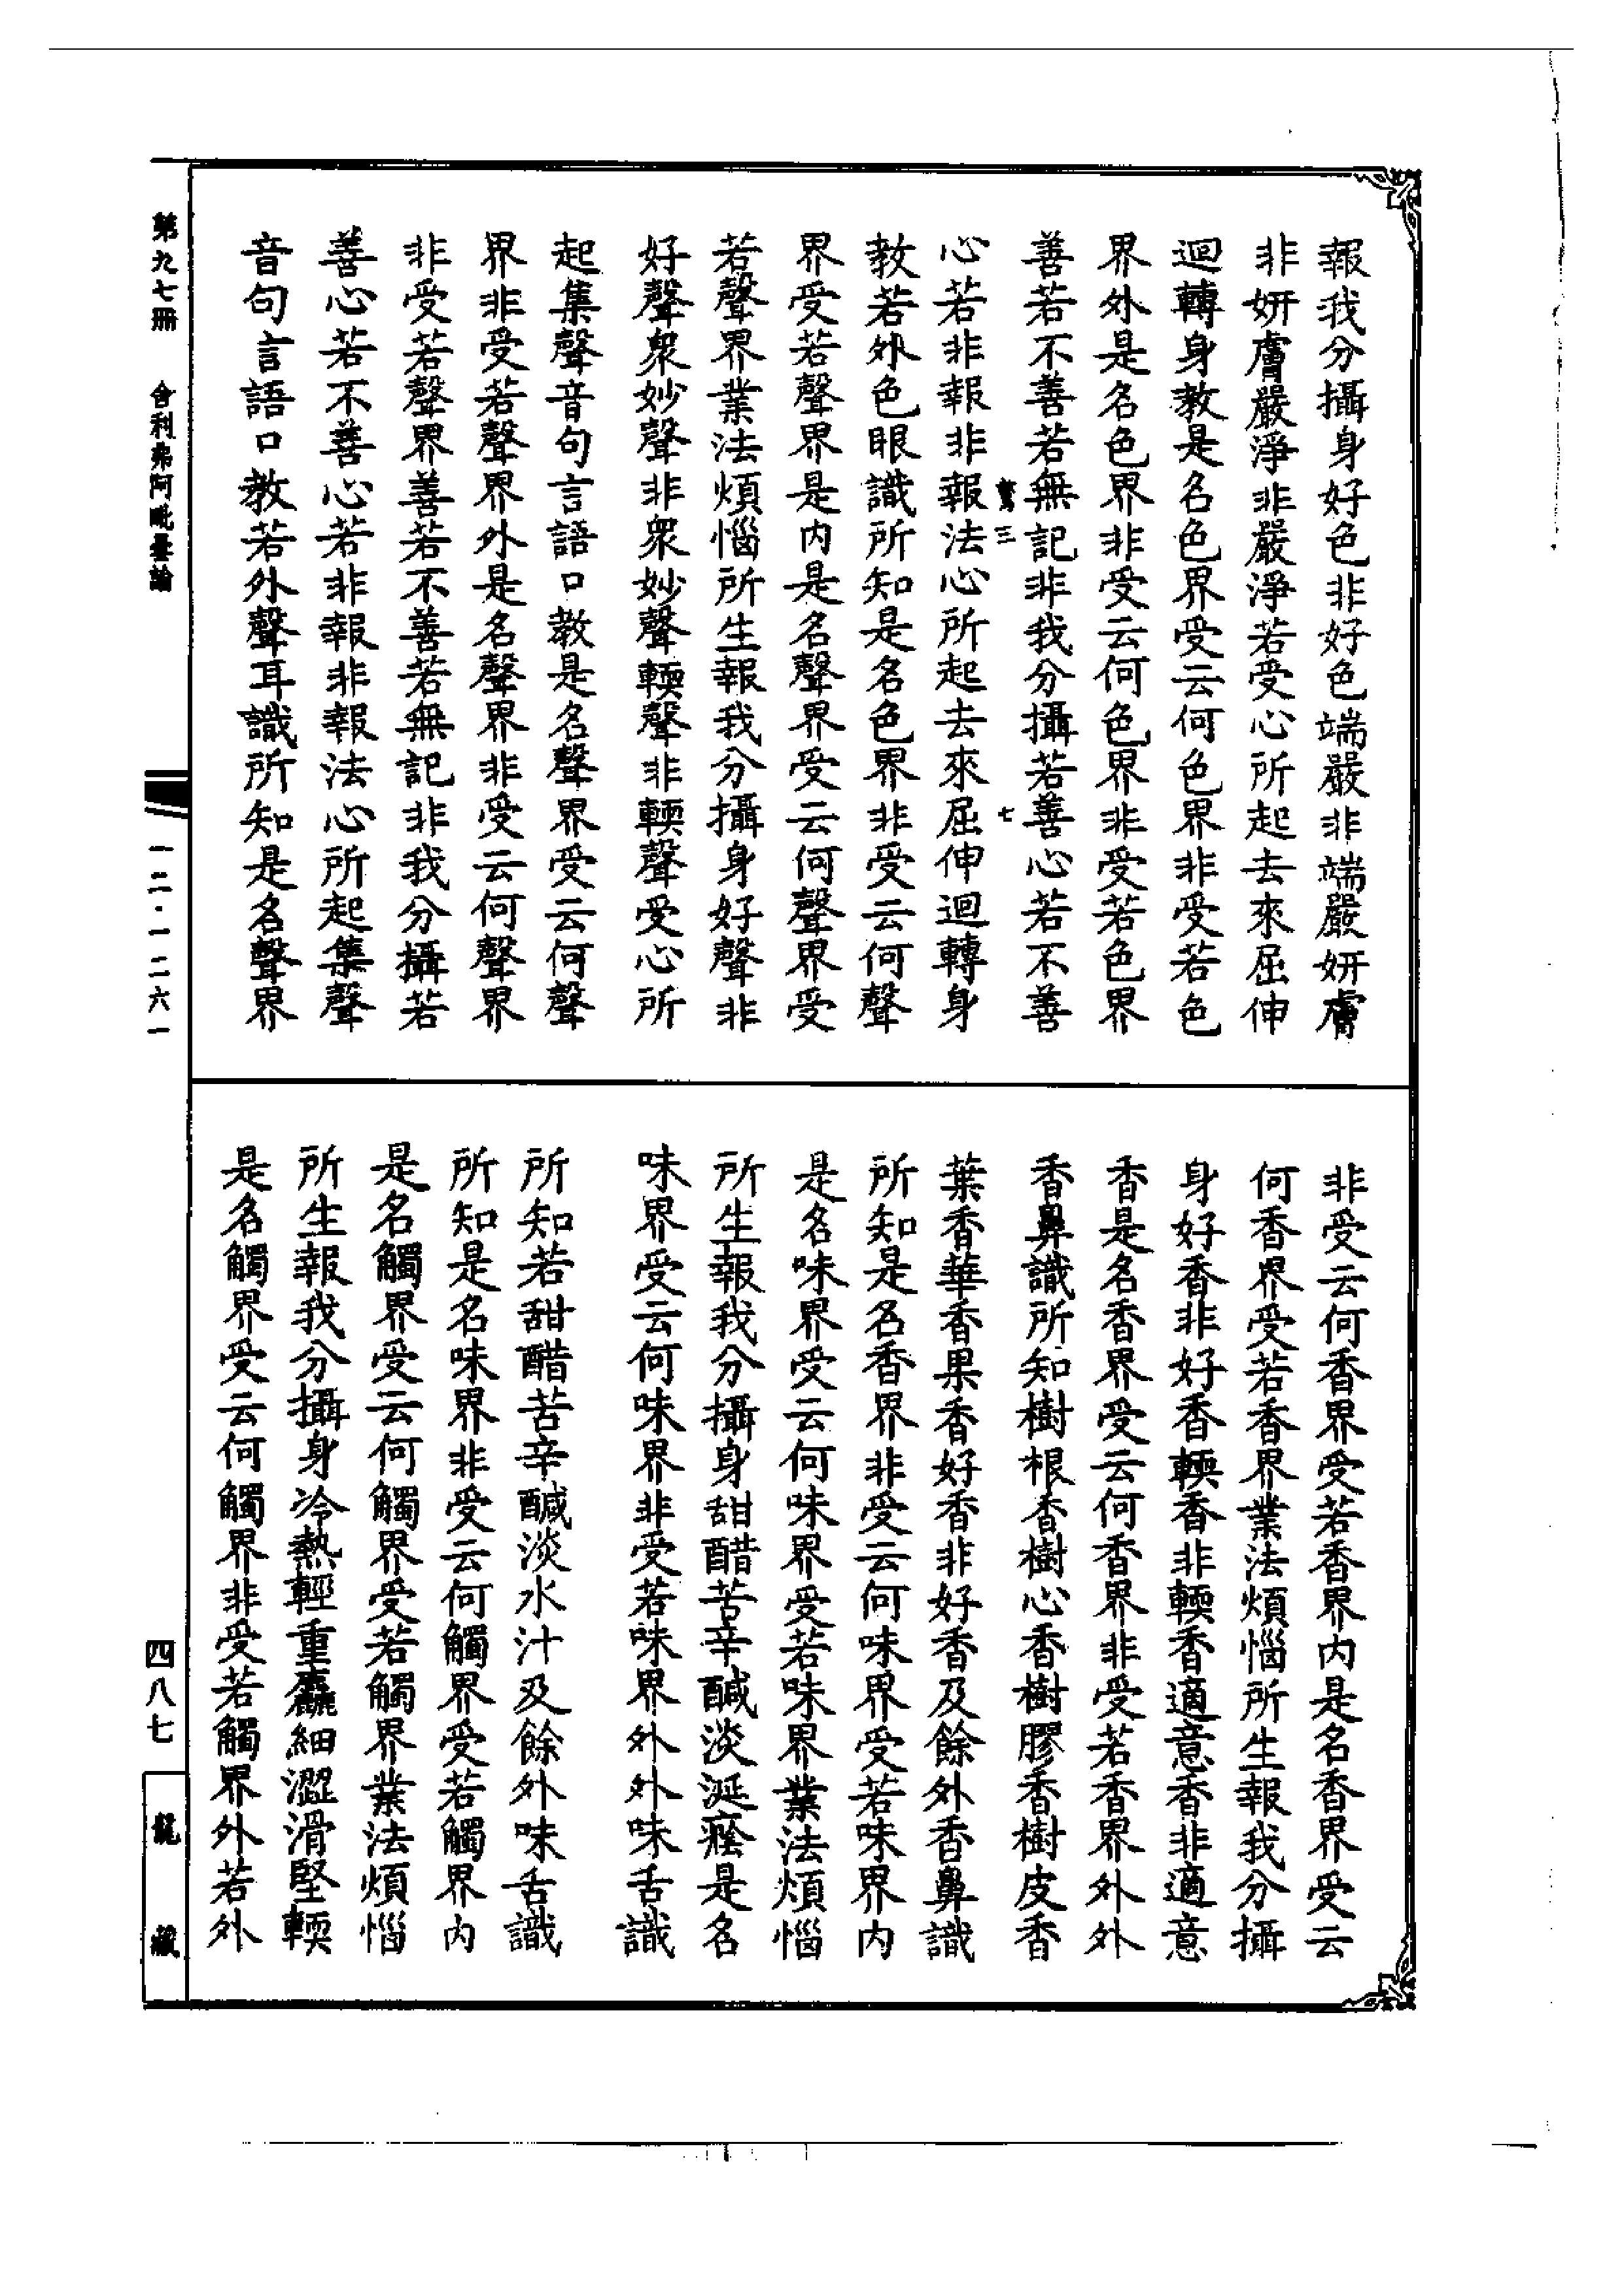 報我分攝身好色非好色端嚴非端嚴妍膚
非妍膚嚴淨非嚴淨若受心所起去來屈伸
迴轉身教是名色界受云何色界非受若色
界外是名色界非受云何色界非受若色界
善若不善若無記非我分攝若善心若不善
三 七
心若非報非報法心所起去來屈伸迴轉身
教若外色眼識所知是名色界非受云何聲
界受若聲界是内是名聲界受云何聲界受
若聲界業法煩惱所生報我分攝身好聲非
好聲衆妙聲非衆妙聲輭聲非輭聲受心所
起集聲音句言語口教是名聲界受云何聲
界非受若聲界外是名聲界非受云何聲界
非受若聲界善若不善若無記非我分攝若
善心若不善心若非報非報法心所起集聲
音句言語口教若外聲耳識所知是名聲界
非受云何香界受若香界内是名香界受云
何香界受若香界業法煩惱所生報我分攝
身好香非好香輭香非輭香適意香非適意
香是名香界受云何香界非受若香界外外
香鼻識所知樹根香樹心香樹膠香樹皮香
葉香華香果香好香非好香及餘外香鼻識
所知是名香界非受云何味界受若味界内
是名味界受云何味界受若味界業法煩惱
所生報我分攝身甜醋苦辛鹹淡涎癊是名
味界受云何味界非受若味界外外味舌識
所知若甜醋苦辛鹹淡水汁及餘外味舌識
所知是名味界非受云何觸界受若觸界内
是名觸界受云何觸界受若觸界業法煩惱
所生報我分攝身冷熱輕重麤細澀滑堅輭
是名觸界受云何觸界非受若觸界外若外
第九七册 舍利弗阿毗曇論
一二·一二六一
四八七
龍藏